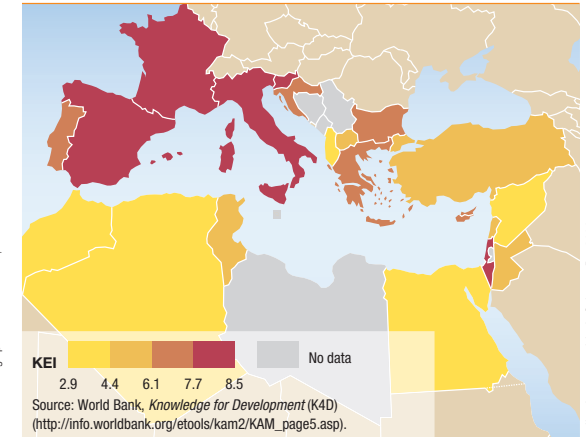 KEI
No data
2.9 4.4 6.1 7.7 8.5
Source: World Bank, Knowledge for Development (K4D)
(http://info.worldbank.org/etools/kam2/KAM_page5.asp).